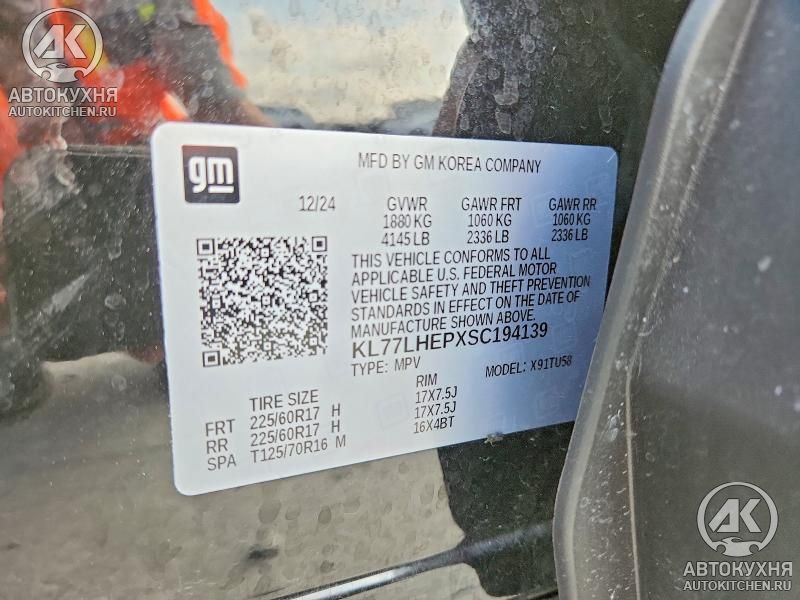 AK
АВТОКУХНЯ
AUTOKITCHEN.RU
gm
MFD BY GM KOREA COMPANY
12/24 GVWR GAWR FRT GAWR RR
1880 KG 1060 KG 1060 KG
4145 LB 2336 LB 2336 LB
THIS VEHICLE CONFORMS TO ALL
APPLICABLE U.S. FEDERAL MOTOR
VEHICLE SAFETY AND THEFT PREVENTION
STANDARDS IN EFFECT ON THE DATE OF
MANUFACTURE SHOWN ABOVE.
KL77LHEPXSC194139
TYPE: MPV MODEL: X91TU58
TIRE SIZE RIM
FRT 225/60R17 H 17X7.5J
RR 225/60R17 H 17X7.5J
SPA T125/70R16 M 16X4BT
AK
АВТОКУХНЯ
AUTOKITCHEN.RU